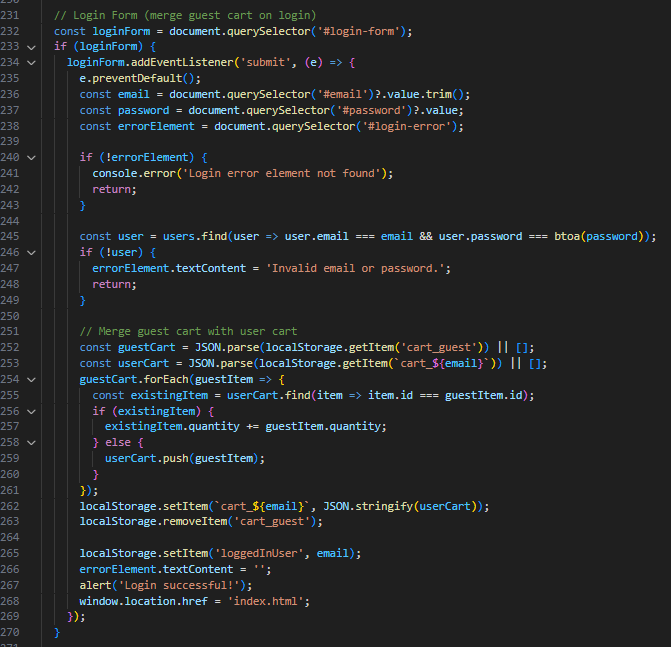 231 // Login Form (merge guest cart on login)
232 const loginForm = document.querySelector('#login-form');
233 if (loginForm) {
234   loginForm.addEventListener('submit', (e) => {
235     e.preventDefault();
236     const email = document.querySelector('#email')?.value.trim();
237     const password = document.querySelector('#password')?.value;
238     const errorElement = document.querySelector('#login-error');
239
240     if (!errorElement) {
241       console.error('Login error element not found');
242       return;
243     }
244
245     const user = users.find(user => user.email === email && user.password === btoa(password));
246     if (!user) {
247       errorElement.textContent = 'Invalid email or password.';
248       return;
249     }
250
251     // Merge guest cart with user cart
252     const guestCart = JSON.parse(localStorage.getItem('cart_guest')) || [];
253     const userCart = JSON.parse(localStorage.getItem(`cart_${email}`)) || [];
254     guestCart.forEach(guestItem => {
255       const existingItem = userCart.find(item => item.id === guestItem.id);
256       if (existingItem) {
257         existingItem.quantity += guestItem.quantity;
258       } else {
259         userCart.push(guestItem);
260       }
261     });
262     localStorage.setItem(`cart_${email}`, JSON.stringify(userCart));
263     localStorage.removeItem('cart_guest');
264
265     localStorage.setItem('loggedInUser', email);
266     errorElement.textContent = '';
267     alert('Login successful!');
268     window.location.href = 'index.html';
269   });
270 }